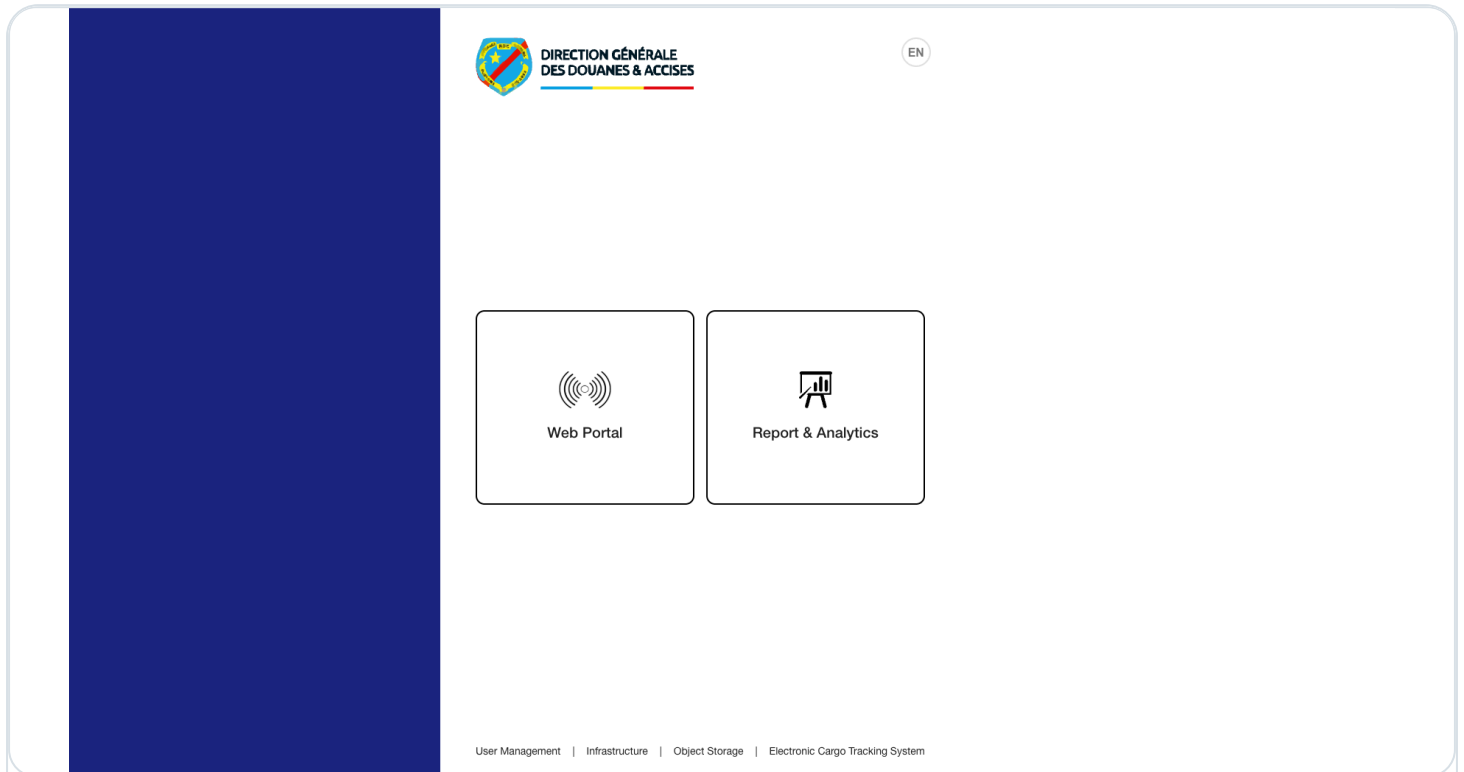 DIRECTION GÉNÉRALE
DES DOUANES & ACCISES
EN
Web Portal
Report & Analytics
User Management | Infrastructure | Object Storage | Electronic Cargo Tracking System